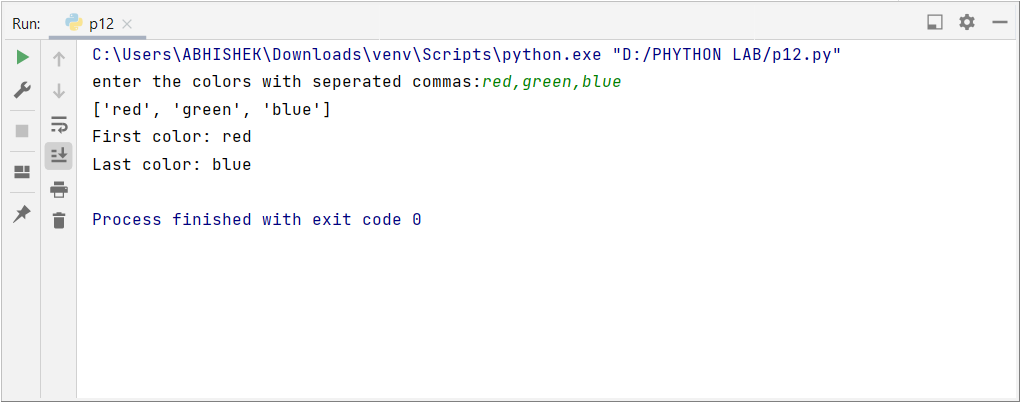 Run: p12
C:\Users\ABHISHEK\Downloads\venv\Scripts\python.exe "D:/PHYTHON LAB/p12.py"
enter the colors with seperated commas:red,green,blue
['red', 'green', 'blue']
First color: red
Last color: blue
Process finished with exit code 0